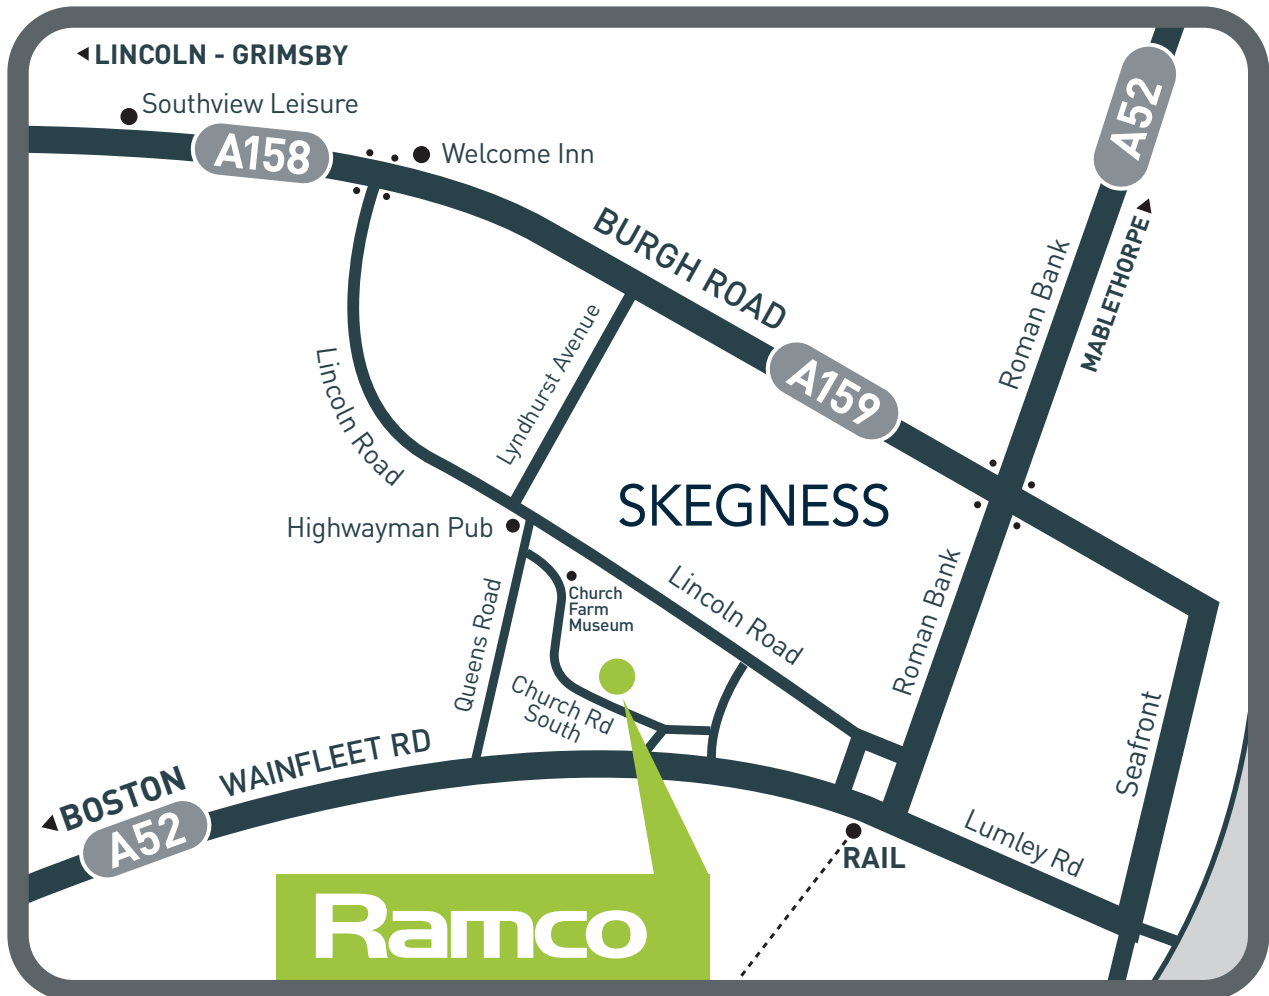 LINCOLN - GRIMSBY
Southview Leisure
A158
Welcome Inn
A52
BURGH ROAD
Roman Bank
MABLETHORPE
Lyndhurst Avenue
Lincoln Road
A159
SKEGNESS
Highwayman Pub
Church
Farm
Museum
Lincoln Road
Queens Road
Roman Bank
Church Rd
South
Seafront
WAINFLEET RD
BOSTON
A52
Lumley Rd
RAIL
Ramco